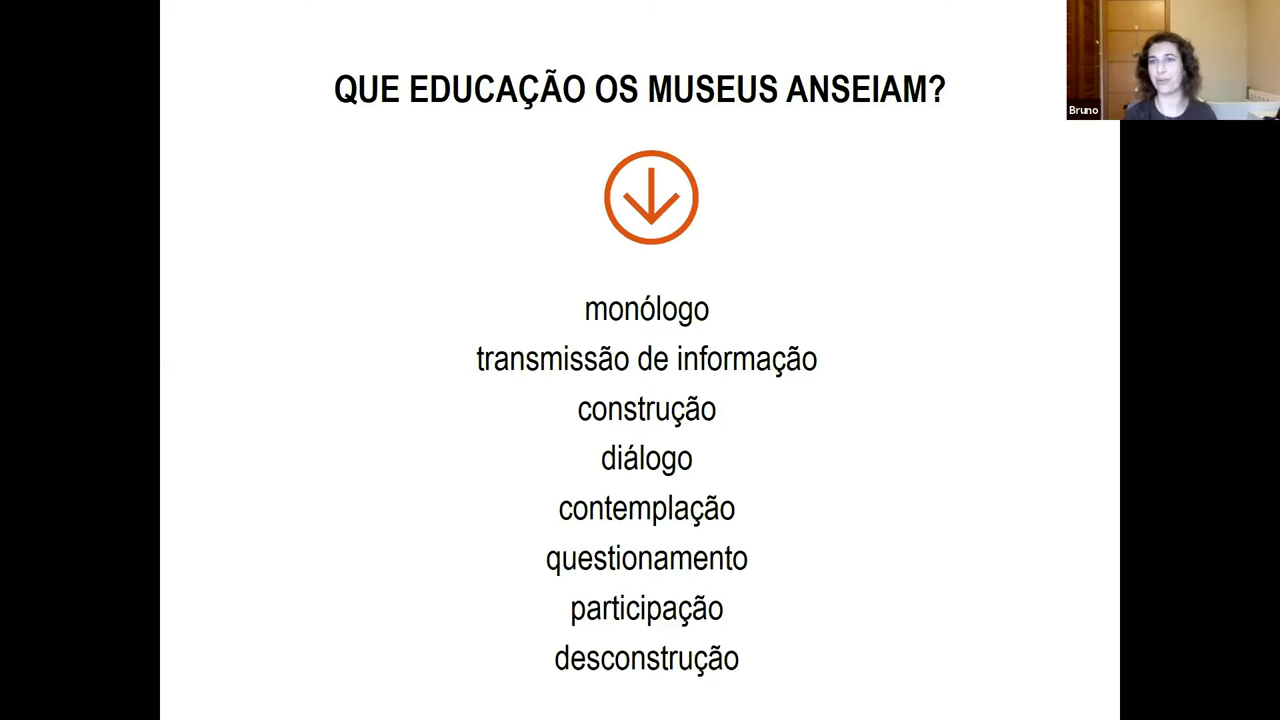 QUE EDUCAÇÃO OS MUSEUS ANSEIAM?
Bruno
monólogo
transmissão de informação
construção
diálogo
contemplação
questionamento
participação
desconstrução